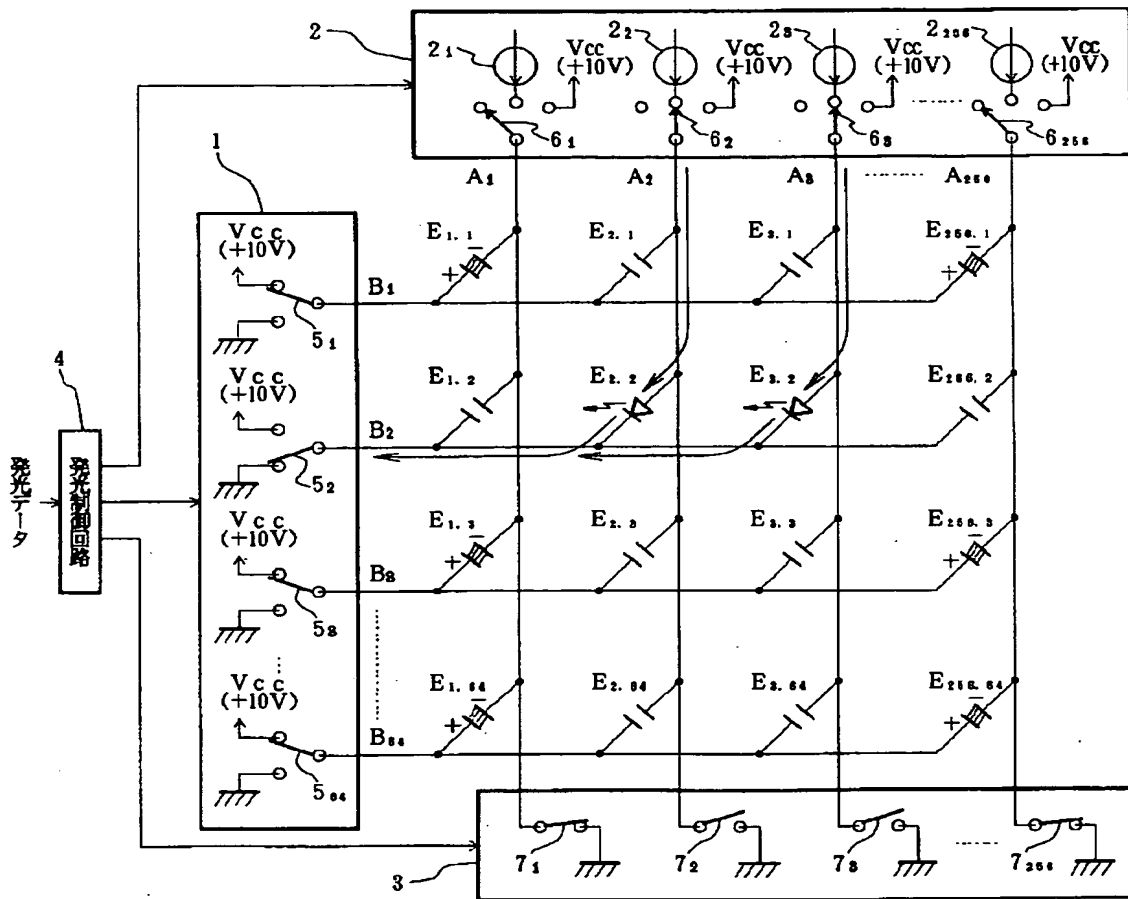 2
2₁
2₂
2₃
2₂₅₆
VCC
(+10V)
VCC
(+10V)
VCC
(+10V)
VCC
(+10V)
6₁
6₂
6₃
6₂₅₆
A₁
A₂
A₃
A₂₅₆
1
VCC
(+10V)
5₁
B₁
E₁.₁
+
−
E₂.₁
E₃.₁
E₂₅₆.₁
+
−
4
発光データ
発光制御回路
VCC
(+10V)
5₂
B₂
E₁.₂
E₂.₂
E₃.₂
E₂₅₆.₂
VCC
(+10V)
5₃
B₃
E₁.₃
+
−
E₂.₃
E₃.₃
E₂₅₆.₃
+
−
VCC
(+10V)
5₆₄
B₆₄
E₁.₆₄
+
−
E₂.₆₄
E₃.₆₄
E₂₅₆.₆₄
+
−
3
7₁
7₂
7₃
7₂₅₆